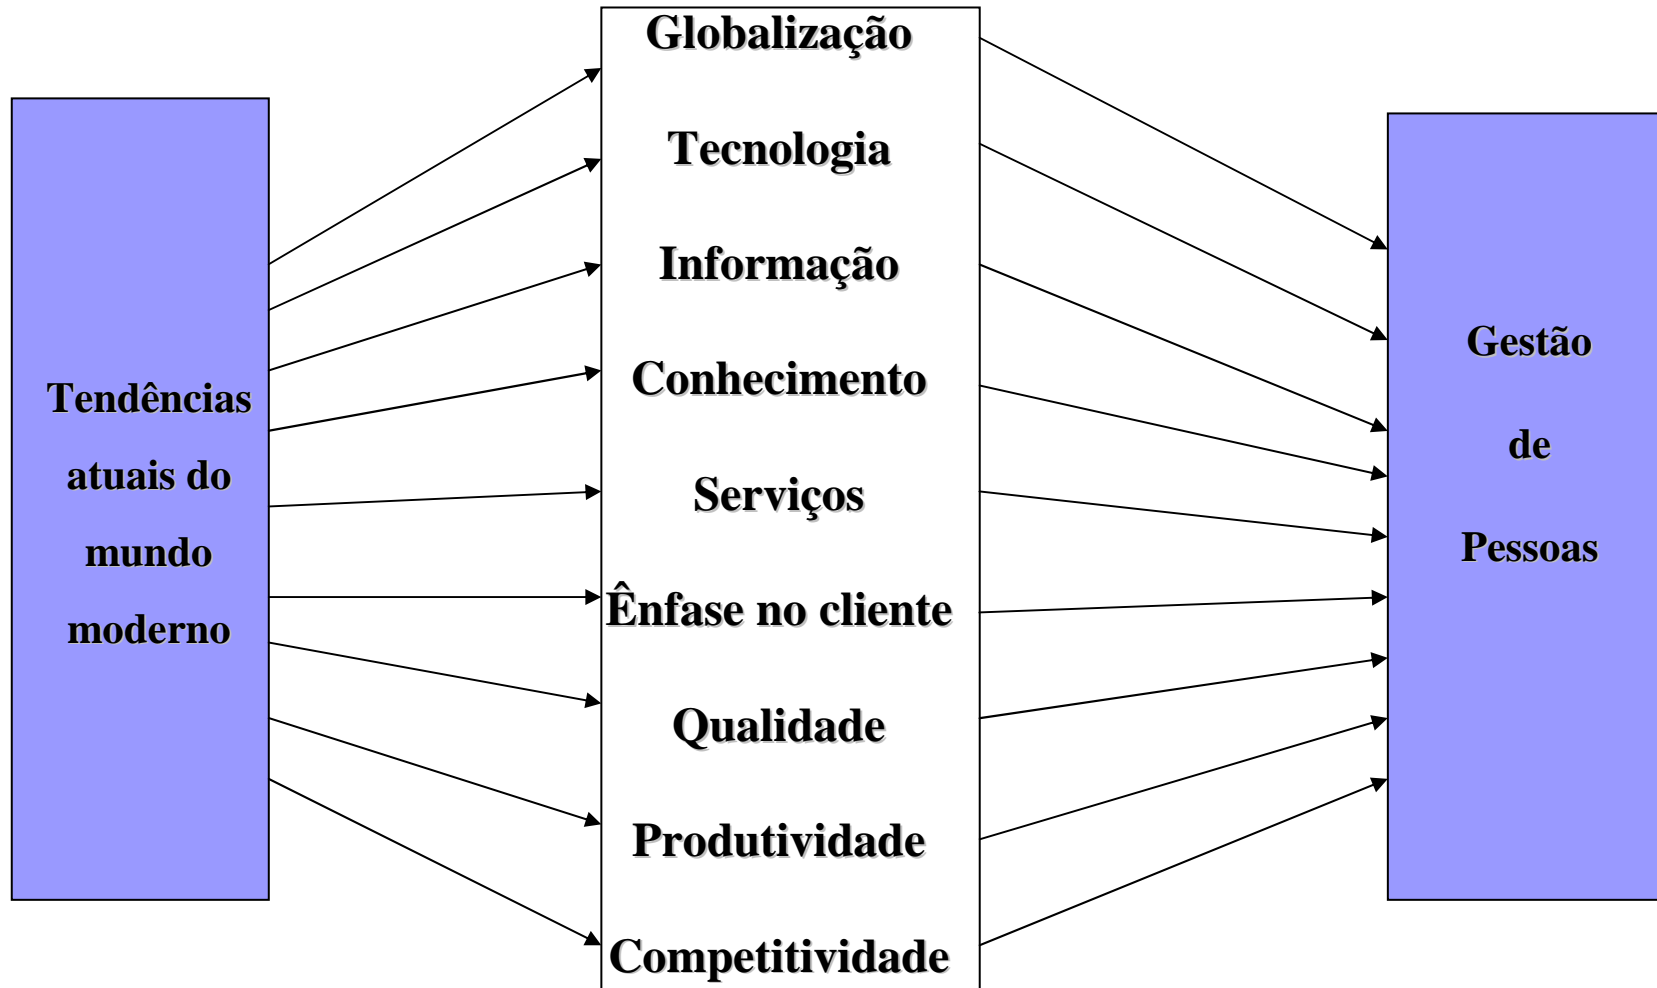 Tendências
atuais do
mundo
moderno
Globalização
Tecnologia
Informação
Conhecimento
Serviços
Ênfase no cliente
Qualidade
Produtividade
Competitividade
Gestão
de
Pessoas